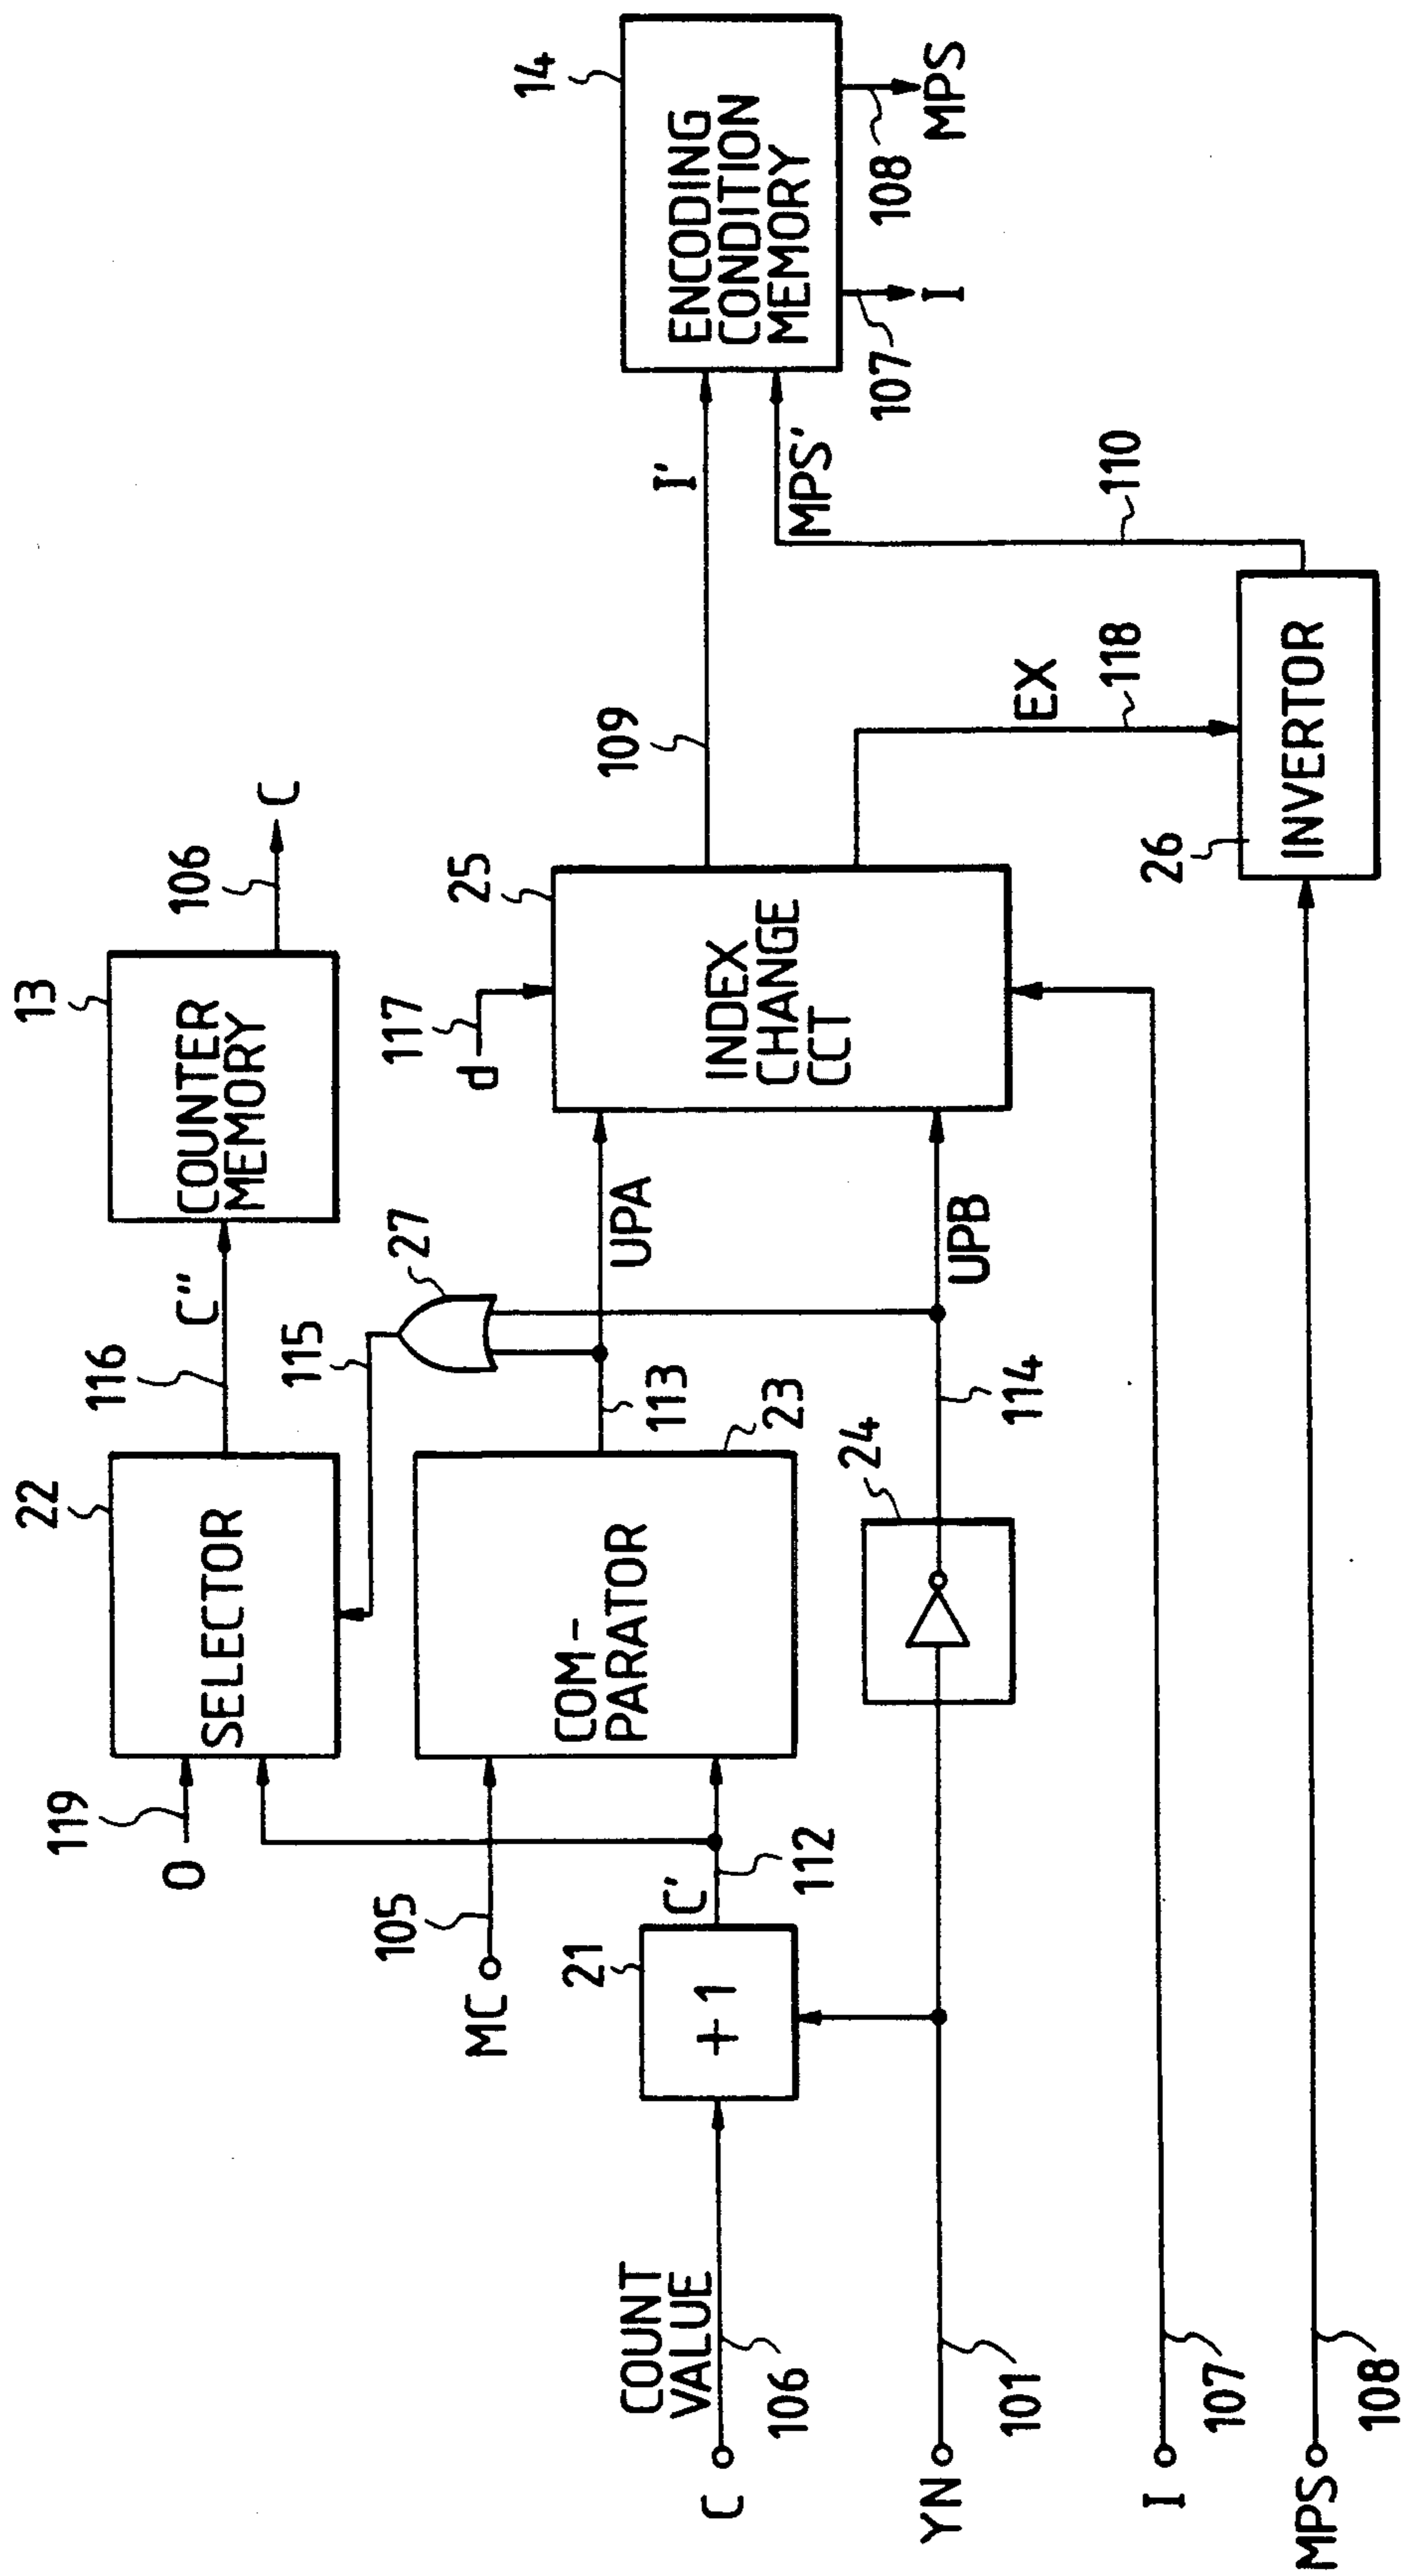 119
O
SELECTOR
22
116
C''
COUNTER
MEMORY
13
106
C
115
27
105
MC
COM-
PARATOR
23
113
UPA
117
d
INDEX
CHANGE
CCT
25
109
I'
ENCODING
CONDITION
MEMORY
14
107
I
108
MPS
COUNT
VALUE
C
106
+1
21
C'
112
YN
101
24
114
UPB
EX
118
MPS'
110
I
107
MPS
108
INVERTOR
26